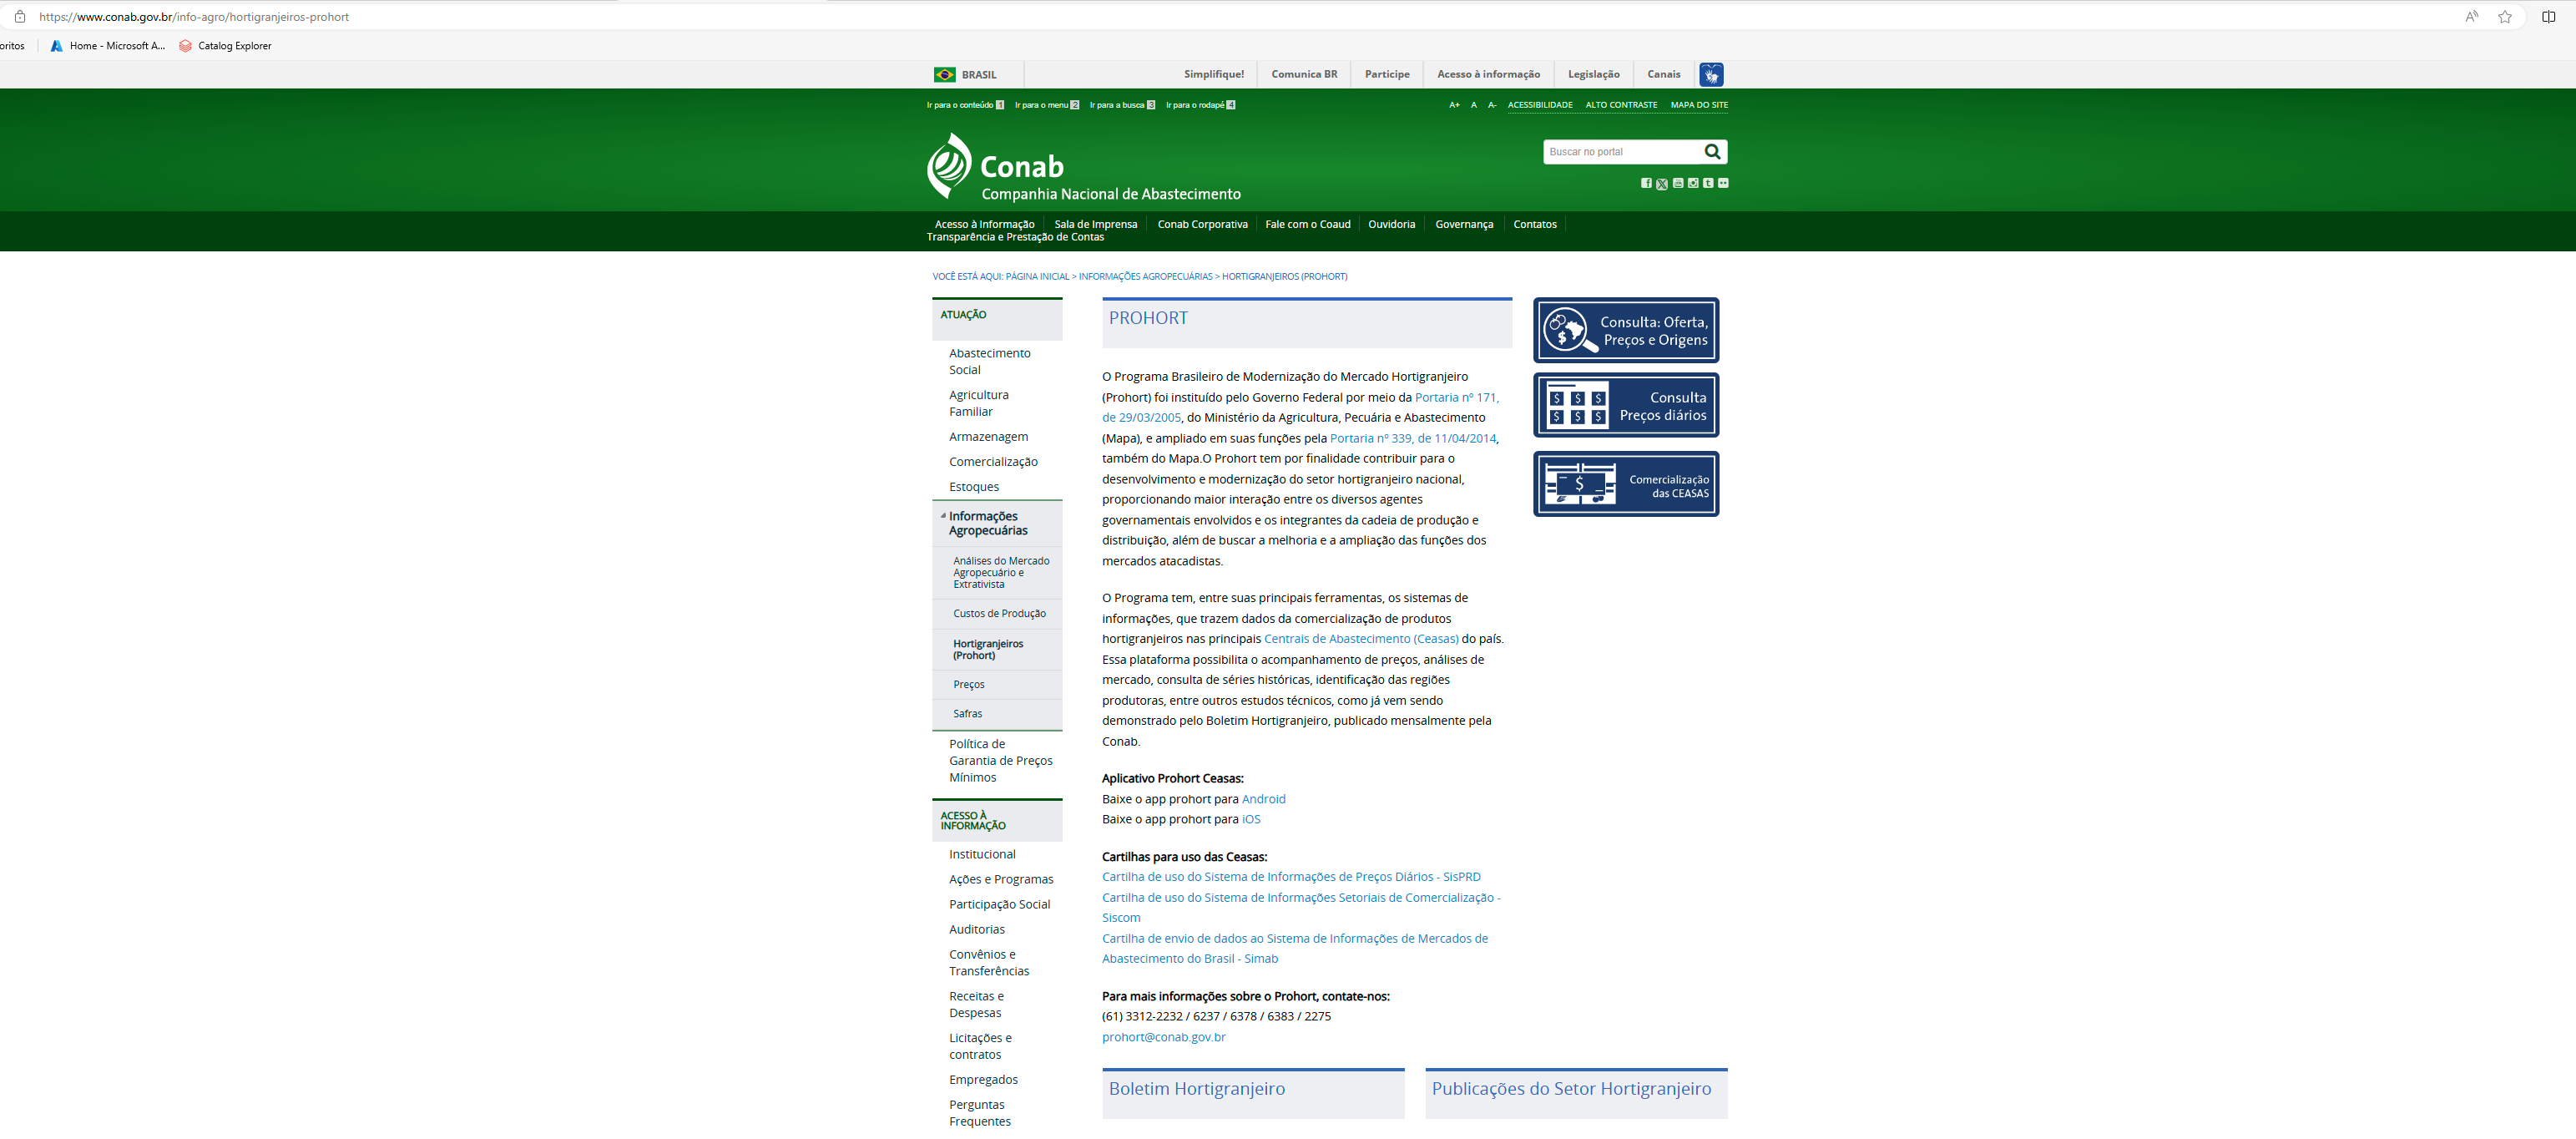 https://www.conab.gov.br/info-agro/hortigranjeiros-prohort
oritos
Home - Microsoft A...
Catalog Explorer
BRASIL
Simplifique!
Comunica BR
Participe
Acesso à informação
Legislação
Canais
Ir para o conteúdo 1
Ir para o menu 2
Ir para a busca 3
Ir para o rodapé 4
A+
A
A-
ACESSIBILIDADE
ALTO CONTRASTE
MAPA DO SITE
Conab
Companhia Nacional de Abastecimento
Buscar no portal
Acesso à Informação
Sala de Imprensa
Conab Corporativa
Fale com o Coaud
Ouvidoria
Governança
Contatos
Transparência e Prestação de Contas
VOCÊ ESTÁ AQUI: PÁGINA INICIAL > INFORMAÇÕES AGROPECUÁRIAS > HORTIGRANJEIROS (PROHORT)
ATUAÇÃO
Abastecimento
Social
Agricultura
Familiar
Armazenagem
Comercialização
Estoques
Informações
Agropecuárias
Análises do Mercado
Agropecuário e
Extrativista
Custos de Produção
Hortigranjeiros
(Prohort)
Preços
Safras
Política de
Garantia de Preços
Mínimos
ACESSO À
INFORMAÇÃO
Institucional
Ações e Programas
Participação Social
Auditorias
Convênios e
Transferências
Receitas e
Despesas
Licitações e
contratos
Empregados
Perguntas
Frequentes
PROHORT
O Programa Brasileiro de Modernização do Mercado Hortigranjeiro
(Prohort) foi instituído pelo Governo Federal por meio da Portaria nº 171,
de 29/03/2005, do Ministério da Agricultura, Pecuária e Abastecimento
(Mapa), e ampliado em suas funções pela Portaria nº 339, de 11/04/2014,
também do Mapa.O Prohort tem por finalidade contribuir para o
desenvolvimento e modernização do setor hortigranjeiro nacional,
proporcionando maior interação entre os diversos agentes
governamentais envolvidos e os integrantes da cadeia de produção e
distribuição, além de buscar a melhoria e a ampliação das funções dos
mercados atacadistas.
O Programa tem, entre suas principais ferramentas, os sistemas de
informações, que trazem dados da comercialização de produtos
hortigranjeiros nas principais Centrais de Abastecimento (Ceasas) do país.
Essa plataforma possibilita o acompanhamento de preços, análises de
mercado, consulta de séries históricas, identificação das regiões
produtoras, entre outros estudos técnicos, como já vem sendo
demonstrado pelo Boletim Hortigranjeiro, publicado mensalmente pela
Conab.
Aplicativo Prohort Ceasas:
Baixe o app prohort para Android
Baixe o app prohort para iOS
Cartilhas para uso das Ceasas:
Cartilha de uso do Sistema de Informações de Preços Diários - SisPRD
Cartilha de uso do Sistema de Informações Setoriais de Comercialização -
Siscom
Cartilha de envio de dados ao Sistema de Informações de Mercados de
Abastecimento do Brasil - Simab
Para mais informações sobre o Prohort, contate-nos:
(61) 3312-2232 / 6237 / 6378 / 6383 / 2275
prohort@conab.gov.br
Boletim Hortigranjeiro
Publicações do Setor Hortigranjeiro
Consulta: Oferta,
Preços e Origens
Consulta
Preços diários
Comercialização
das CEASAS